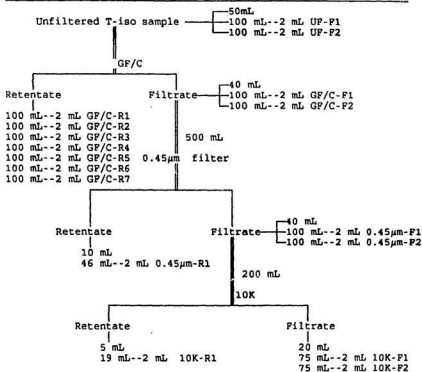 50mL
Unfiltered T-iso sample 100 mL--2 mL UF-F1
100 mL--2 mL UF-F2
GF/C
40 mL
Retentate Filtrate 100 mL--2 mL GF/C-F1
100 mL--2 mL GF/C-F2
100 mL--2 mL GF/C-R1
100 mL--2 mL GF/C-R2 500 mL
100 mL--2 mL GF/C-R3
100 mL--2 mL GF/C-R4
100 mL--2 mL GF/C-R5 0.45µm filter
100 mL--2 mL GF/C-R6
100 mL--2 mL GF/C-R7
40 mL
Retentate Filtrate 100 mL--2 mL 0.45µm-F1
100 mL--2 mL 0.45µm-F2
10 mL
46 mL--2 mL 0.45µm-R1
200 mL
10K
Retentate Filtrate
5 mL 20 mL
19 mL--2 mL 10K-R1 75 mL--2 mL 10K-F1
75 mL--2 mL 10K-F2